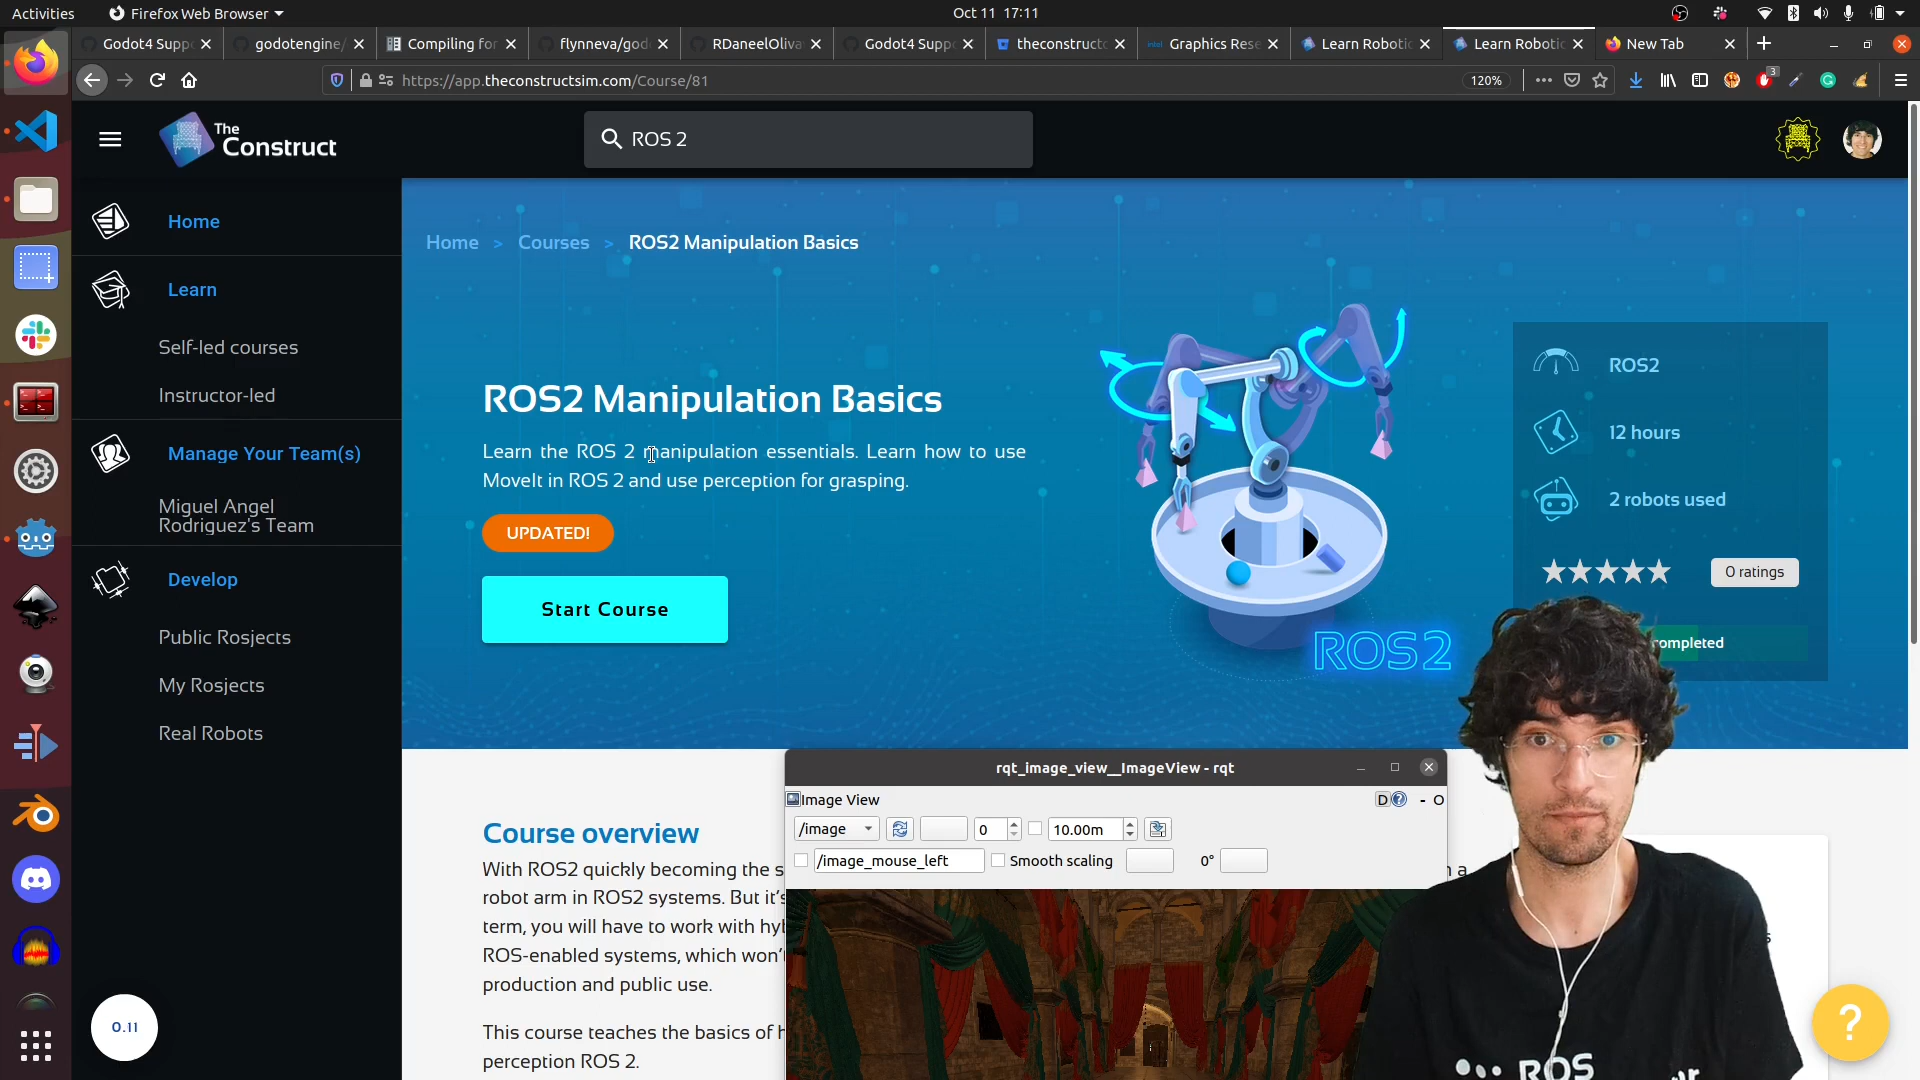 Activities
Firefox Web Browser
Oct 11 17:11
Godot4 Supp
godotengine/
Compiling for
flynneva/god
RDaneelOliva
Godot4 Supp
theconstruct
intel
Graphics Rese
Learn Robotic
Learn Robotic
New Tab
https://app.theconstructsim.com/Course/81
120%
3
The
Construct
ROS 2
Home
Learn
Self-led courses
Instructor-led
Manage Your Team(s)
Miguel Angel
Rodriguez's Team
Develop
Public Rosjects
My Rosjects
Real Robots
0.11
Home > Courses > ROS2 Manipulation Basics
ROS2 Manipulation Basics
Learn the ROS 2 manipulation essentials. Learn how to use
MoveIt in ROS 2 and use perception for grasping.
UPDATED!
Start Course
ROS2
ROS2
12 hours
2 robots used
0 ratings
completed
Course overview
With ROS2 quickly becoming the s
robot arm in ROS2 systems. But it's
term, you will have to work with hyb
ROS-enabled systems, which won't
production and public use.
This course teaches the basics of h
perception ROS 2.
n a
rqt_image_view__ImageView - rqt
Image View
D
- O
/image
0
10.00m
/image_mouse_left
Smooth scaling
0°
?
ROS